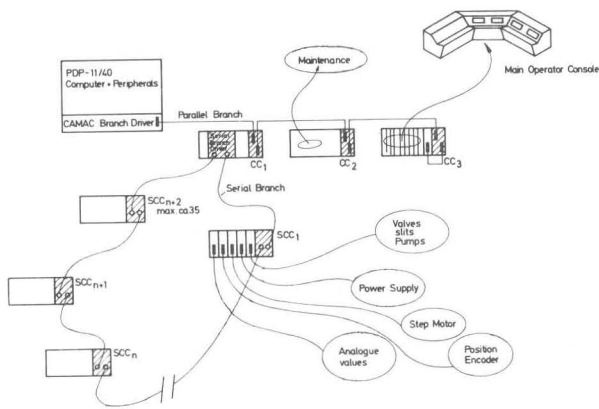 Maintenance
Main Operator Console
PDP-11/40
Computer + Peripherals
CAMAC Branch Driver
Parallel Branch
Serial
Branch
Driver
CC1
CC2
CC3
Serial Branch
SCCn+2
max. ca.35
SCC1
SCCn+1
SCCn
Valves
slits
Pumps
Power Supply
Step Motor
Position
Encoder
Analogue
values